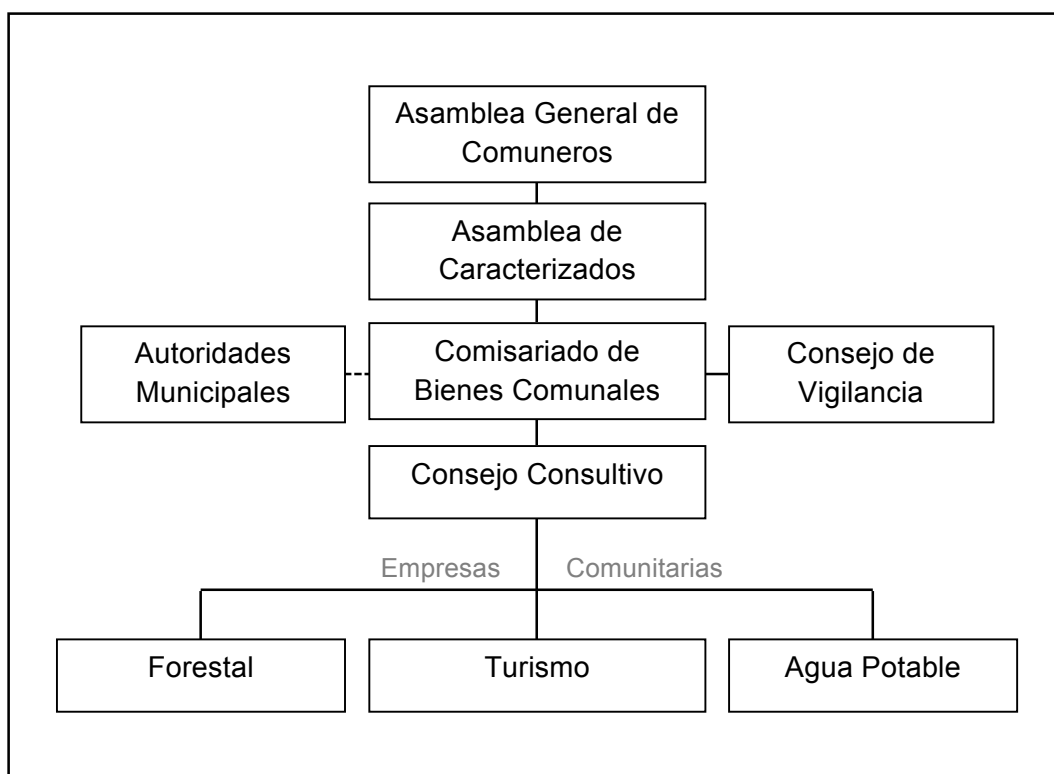 Asamblea General de
Comuneros
Asamblea de
Caracterizados
Autoridades
Municipales
Comisariado de
Bienes Comunales
Consejo de
Vigilancia
Consejo Consultivo
Empresas Comunitarias
Forestal
Turismo
Agua Potable